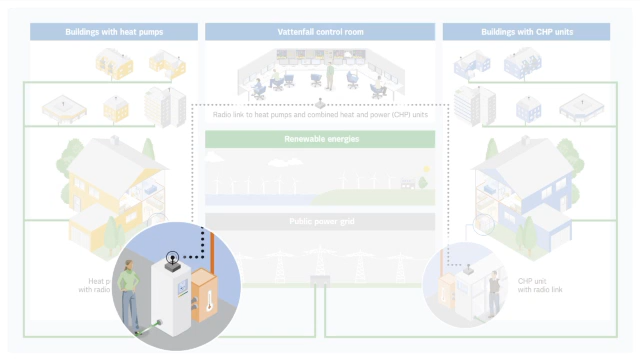 Buildings with heat pumps
Vattenfall control room
Buildings with CHP units
Radio link to heat pumps and combined heat and power (CHP) units
Renewable energies
Public power grid
Heat p
with radio
CHP unit
with radio link